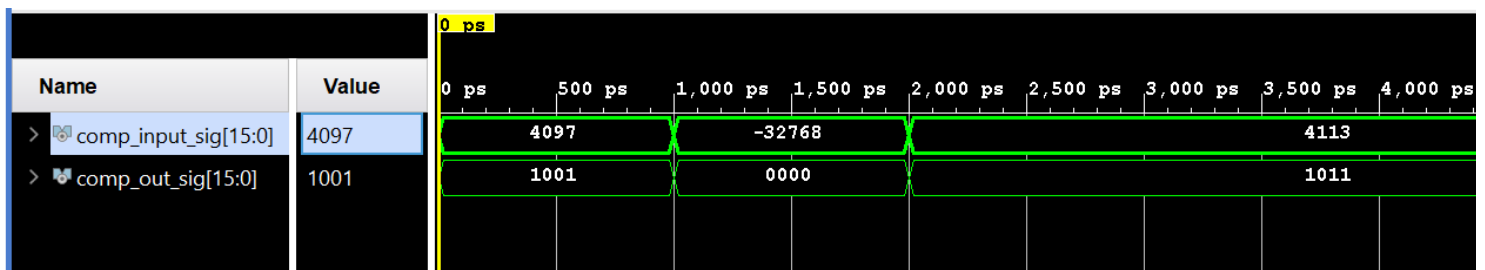 0 ps
Name Value 0 ps 500 ps 1,000 ps 1,500 ps 2,000 ps 2,500 ps 3,000 ps 3,500 ps 4,000 ps
comp_input_sig[15:0] 4097 4097 -32768 4113
comp_out_sig[15:0] 1001 1001 0000 1011